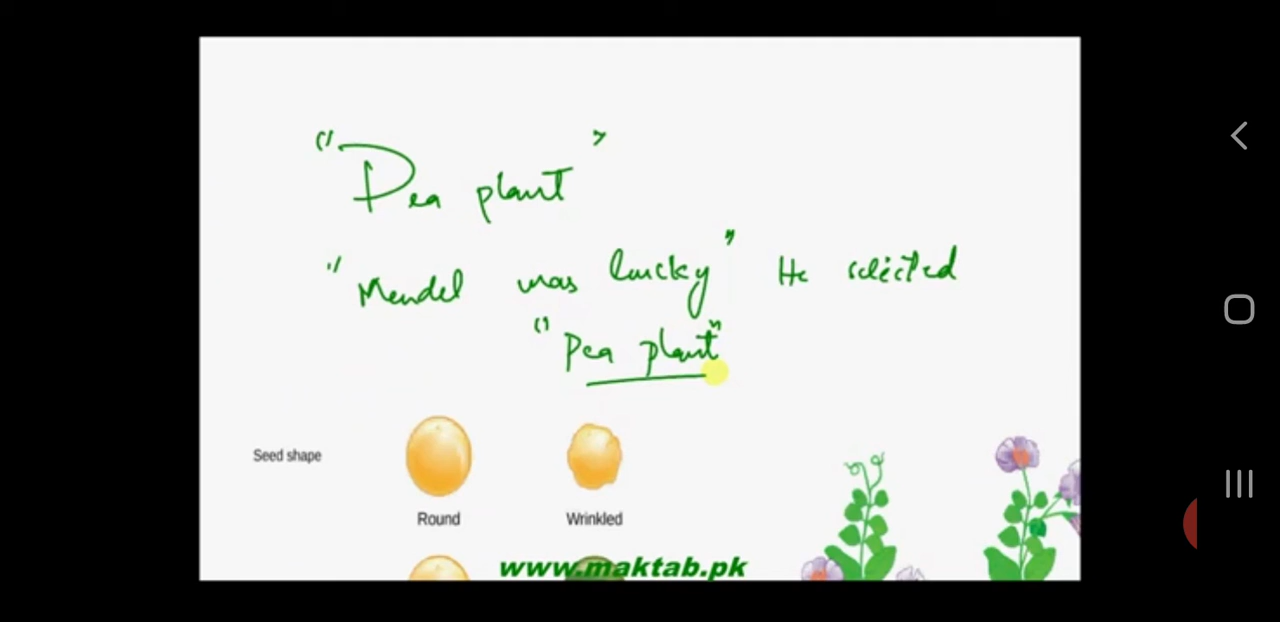 "Pea plant"
"Mendel was lucky" He selected
"Pea plant"
Seed shape
Round
Wrinkled
www.maktab.pk